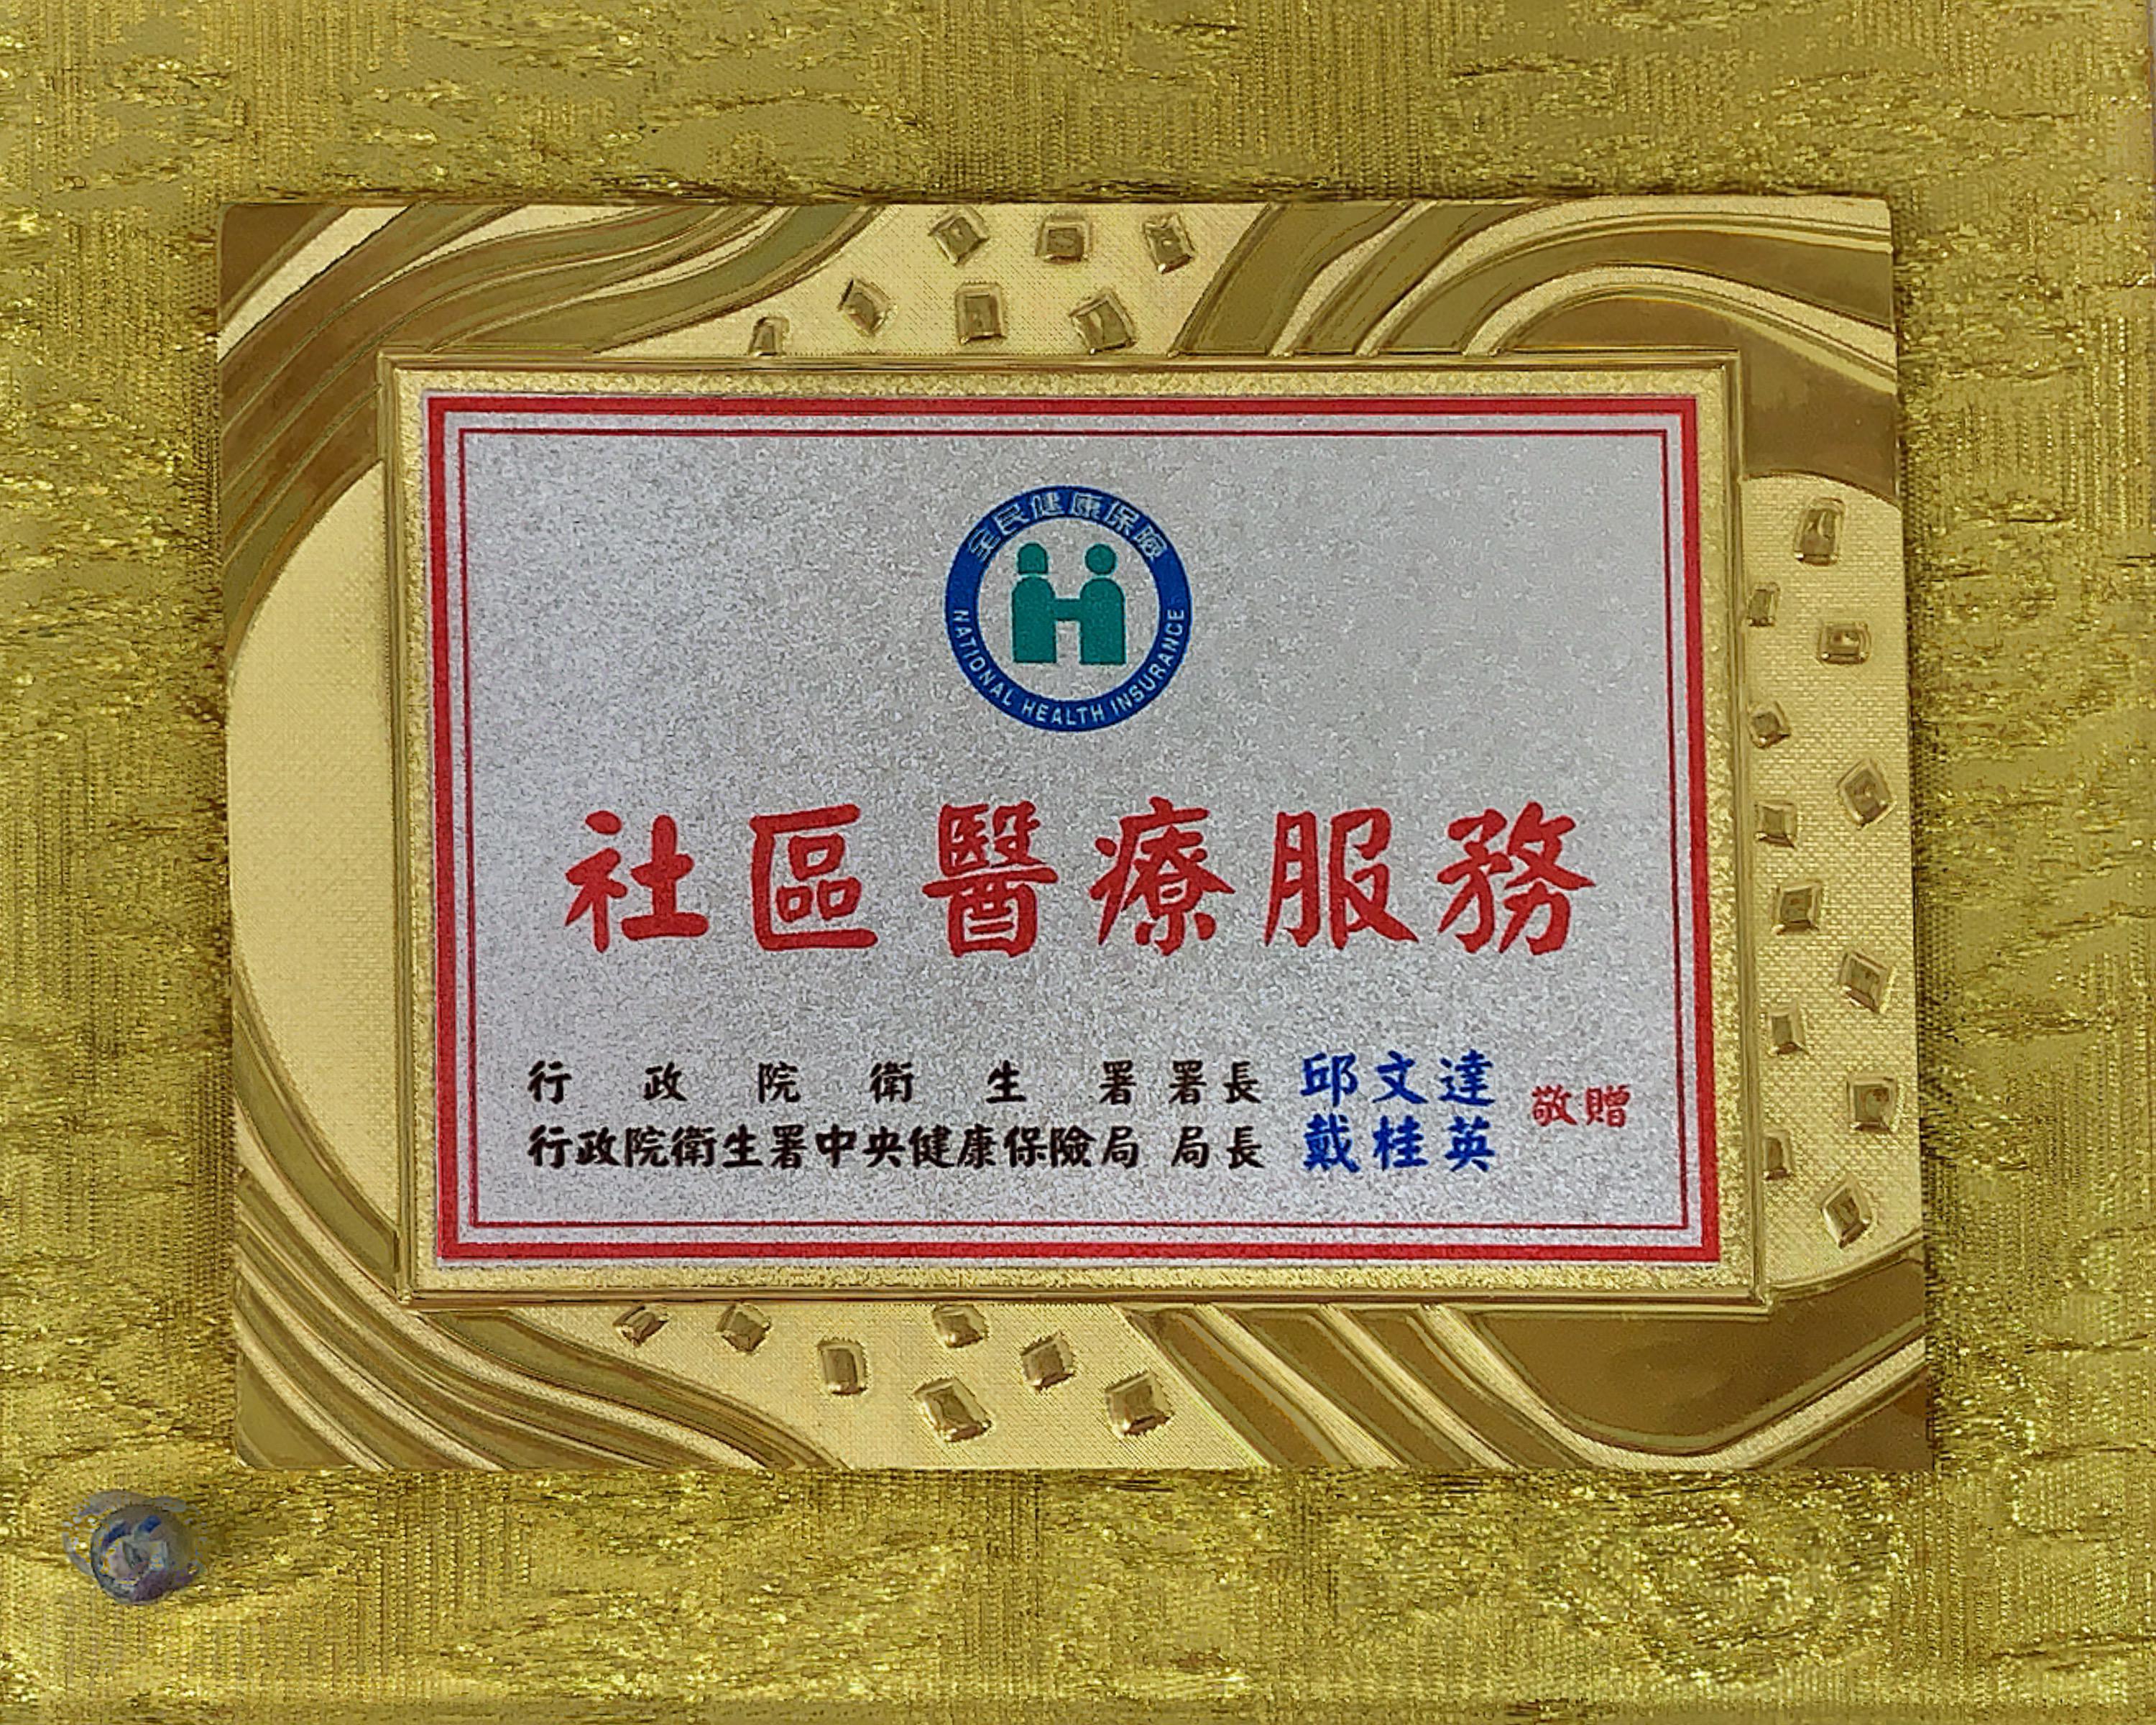 全民健康保險
NATIONAL HEALTH INSURANCE
社區醫療服務
行政院衛生署署長 邱文達
行政院衛生署中央健康保險局 局長 戴桂英
敬贈